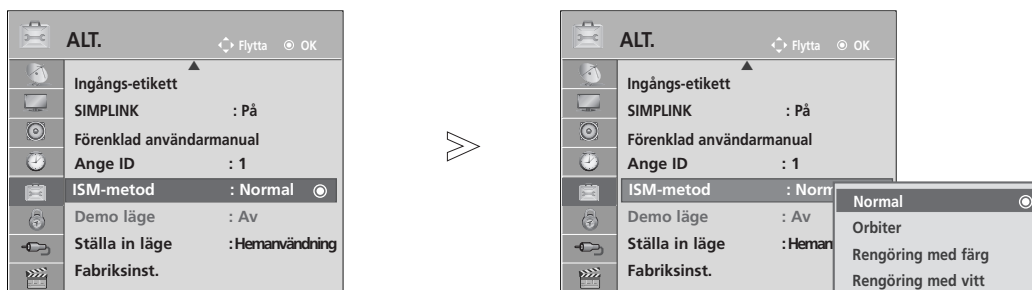 ALT. Flytta OK
Ingångs-etikett
SIMPLINK : På
Förenklad användarmanual
Ange ID : 1
ISM-metod : Normal
Demo läge : Av
Ställa in läge : Hemanvändning
Fabriksinst.
ALT. Flytta OK
Ingångs-etikett
SIMPLINK : På
Förenklad användarmanual
Ange ID : 1
ISM-metod : Norm
Demo läge : Av
Ställa in läge : Heman
Fabriksinst.
Normal
Orbiter
Rengöring med färg
Rengöring med vitt